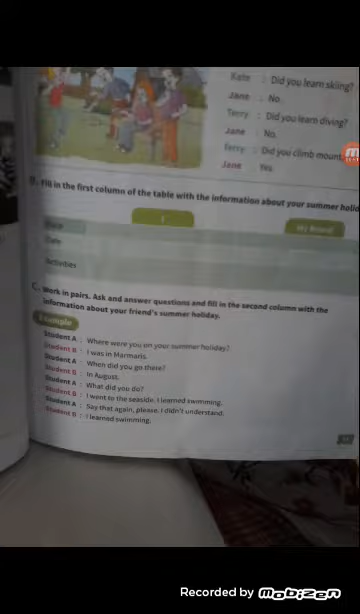 Kate : Did you learn skiing?
Jane : No.
Terry : Did you learn diving?
Jane : No.
Terry : Did you climb mount
Jane : Yes.
B. Fill in the first column of the table with the information about your summer holid
I
My friend
Place
Date
Activities
C. Work in pairs. Ask and answer questions and fill in the second column with the
information about your friend's summer holiday.
Example
Student A : Where were you on your summer holiday?
Student B : I was in Marmaris.
Student A : When did you go there?
Student B : In August.
Student A : What did you do?
Student B : I went to the seaside. I learned swimming.
Student A : Say that again, please. I didn't understand.
Student B : I learned swimming.
Recorded by mobizen